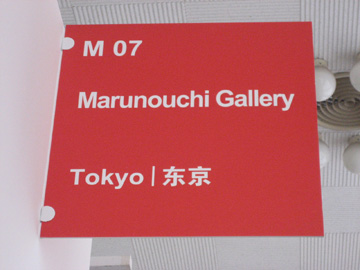 M 07
Marunouchi Gallery
Tokyo | 东京